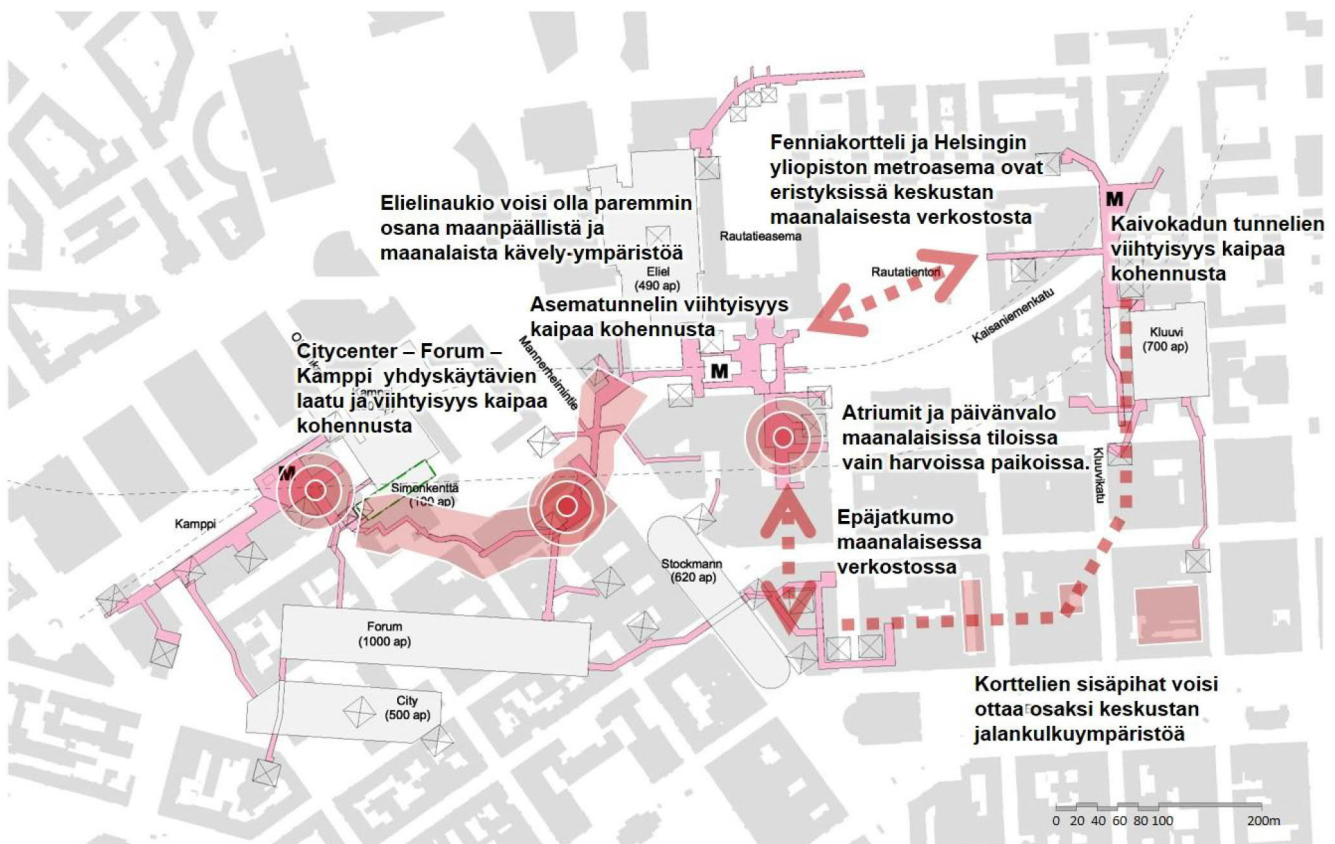 Fenniakortteli ja Helsingin
yliopiston metroasema ovat
eristyksissä keskustan
maanalaisesta verkostosta
M
Kaivokadun tunnelien
viihtyisyys kaipaa
kohennusta
Elielinaukio voisi olla paremmin
osana maanpäällistä ja
maanalaista kävely-ympäristöä
Rautatieasema
Eliel
(490 ap)
Rautatientori
Asematunnelin viihtyisyys
kaipaa kohennusta
Kaisaniemenkatu
Kluuvi
(700 ap)
Mannerheimintie
Citycenter – Forum –
Kamppi yhdyskäytävien
laatu ja viihtyisyys kaipaa
kohennusta
M
Atriumit ja päivänvalo
maanalaisissa tiloissa
vain harvoissa paikoissa.
Kluuvikatu
M
Simonkenttä
(100 ap)
Kamppi
Epäjatkumo
maanalaisessa
verkostossa
Stockmann
(620 ap)
Forum
(1000 ap)
City
(500 ap)
Korttelien sisäpihat voisi
ottaa osaksi keskustan
jalankulkuympäristöä
0 20 40 60 80 100 200m